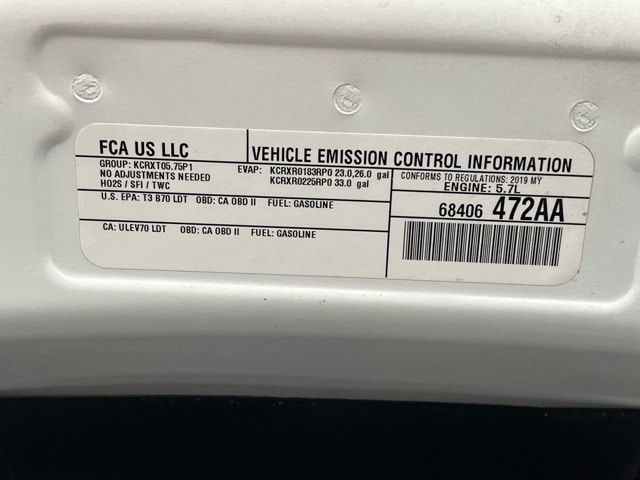 FCA US LLC
GROUP: KCRXT05.75P1
NO ADJUSTMENTS NEEDED
HO2S / SFI / TWC
VEHICLE EMISSION CONTROL INFORMATION
EVAP: KCRXR0183RP0 23.0,26.0 gal
KCRXR0225RP0 33.0 gal
CONFORMS TO REGULATIONS: 2019 MY
ENGINE: 5.7L
U.S. EPA: T3 B70 LDT OBD: CA OBD II FUEL: GASOLINE
CA: ULEV70 LDT OBD: CA OBD II FUEL: GASOLINE
68406 472AA